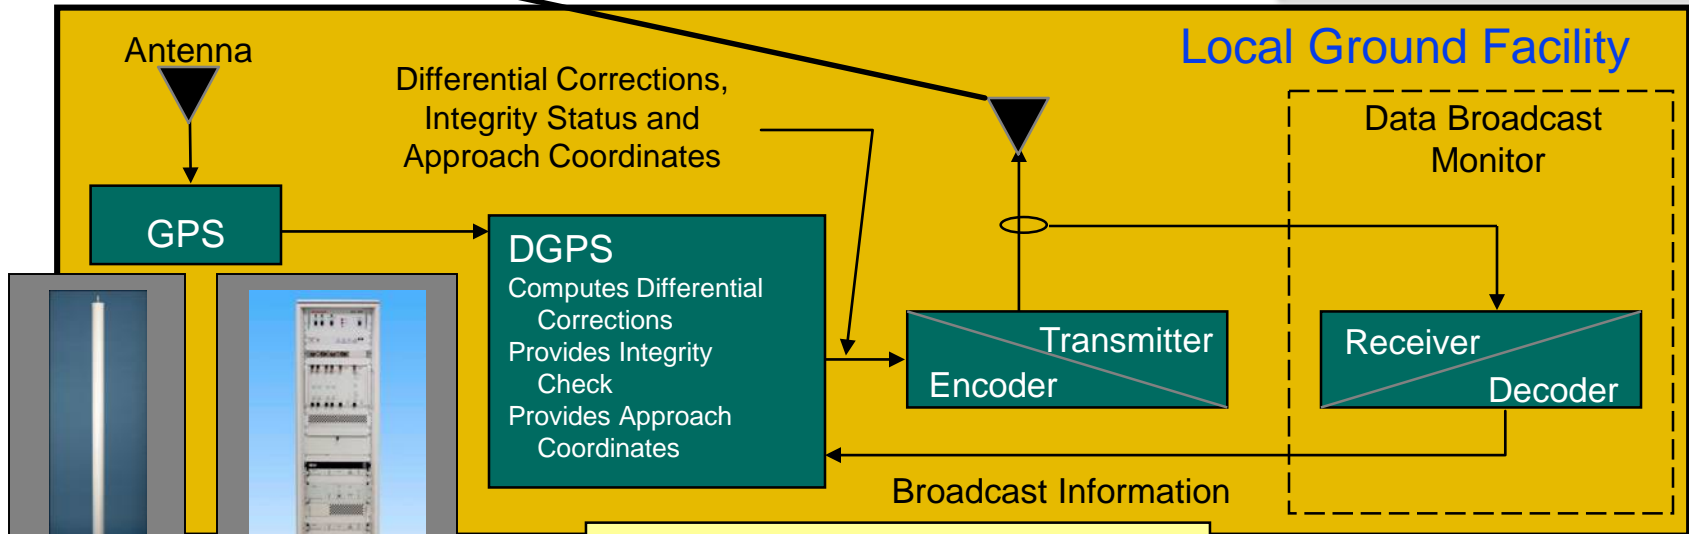 Local Ground Facility
Antenna
Differential Corrections,
Integrity Status and
Approach Coordinates
Data Broadcast
Monitor
GPS
DGPS
Computes Differential
Corrections
Provides Integrity
Check
Provides Approach
Coordinates
Transmitter
Encoder
Receiver
Decoder
Broadcast Information